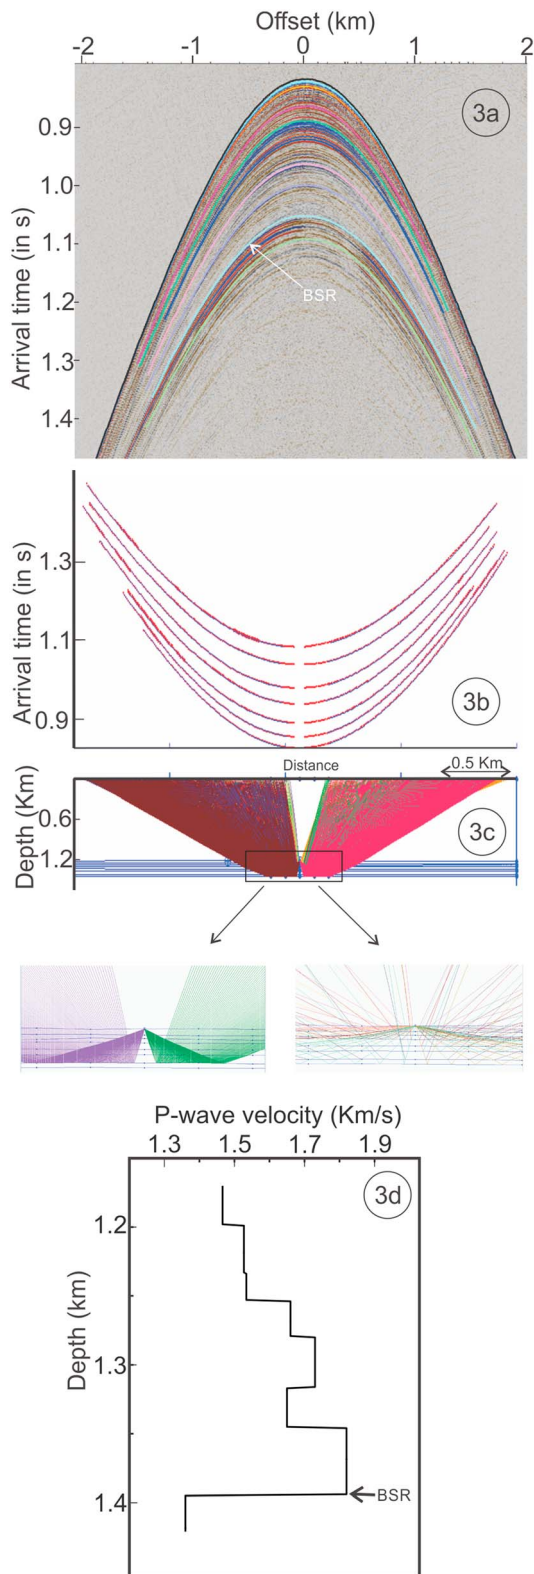 Offset (km)
-2 -1 0 1 2
3a
0.9
1.0
1.1
1.2
1.3
1.4
Arrival time (in s)
BSR
1.3
1.1
0.9
Arrival time (in s)
3b
Distance
0.5 Km
0.6
1.2
Depth (Km)
3c
P-wave velocity (Km/s)
1.3 1.5 1.7 1.9
3d
1.2
1.3
1.4
Depth (km)
BSR